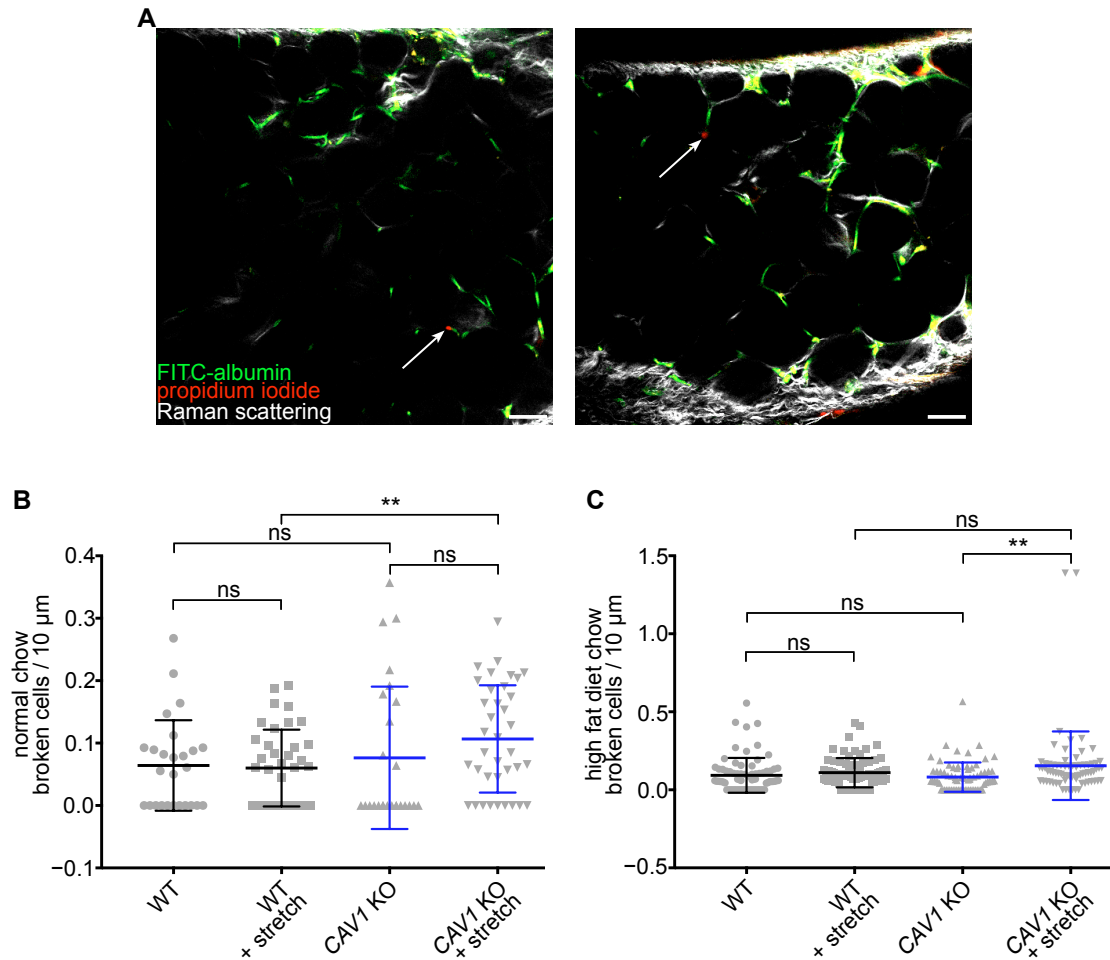 A
FITC-albumin
propidium iodide
Raman scattering
B
**
ns
ns
ns
normal chow
broken cells / 10 µm
0.4
0.3
0.2
0.1
0.0
−0.1
WT
WT
+ stretch
CAV1 KO
CAV1 KO
+ stretch
C
ns
**
ns
ns
high fat diet chow
broken cells / 10 µm
1.5
1.0
0.5
0.0
−0.5
WT
WT
+ stretch
CAV1 KO
CAV1 KO
+ stretch